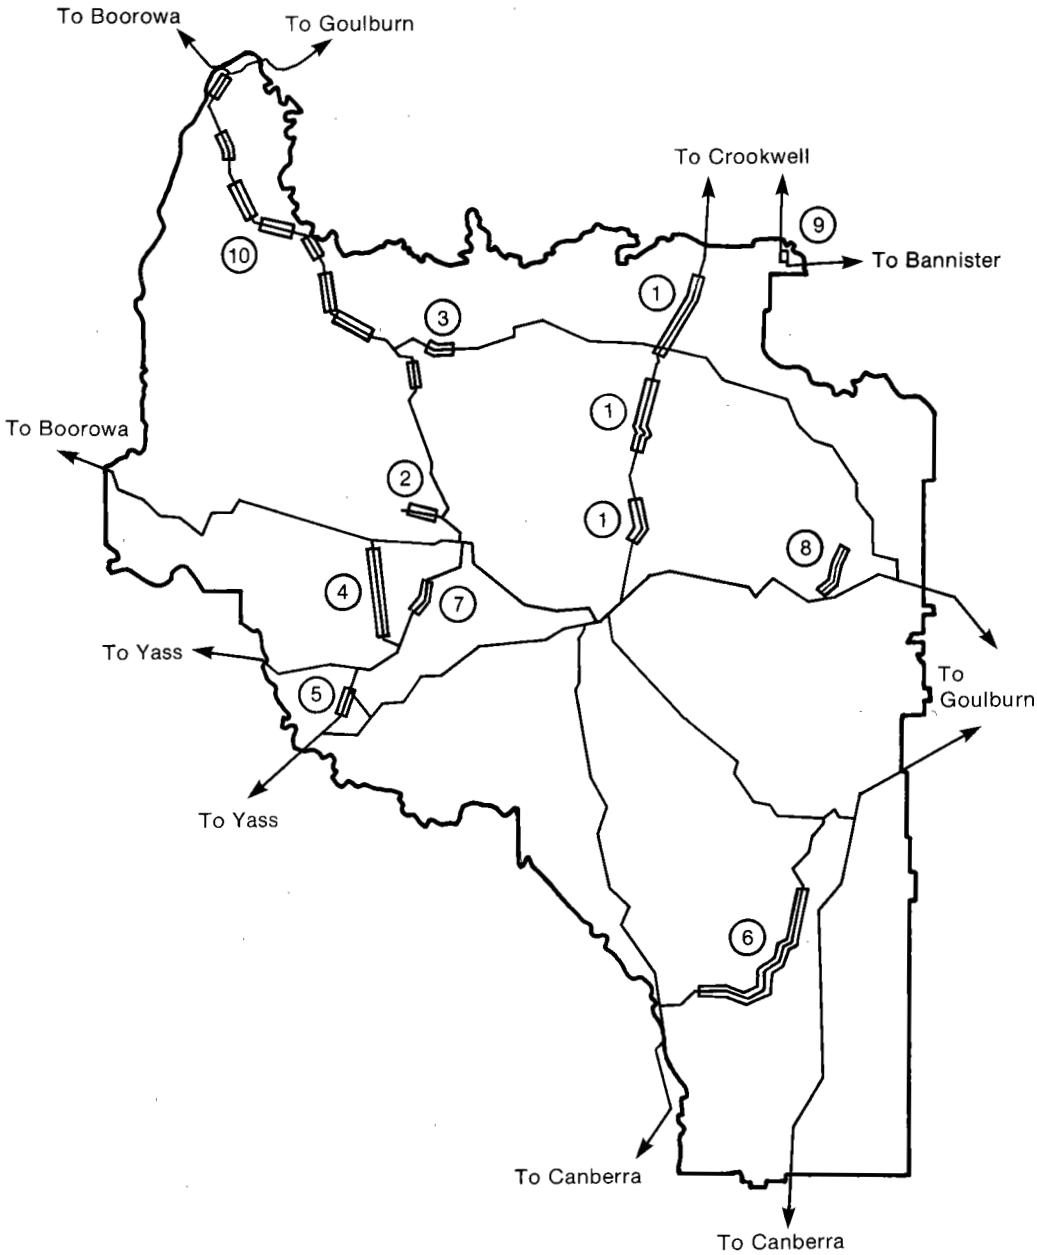 To Boorowa
To Goulburn
To Crookwell
9
To Bannister
10
1
3
1
To Boorowa
2
1
8
4
7
To Yass
5
To
Goulburn
To Yass
6
To Canberra
To Canberra